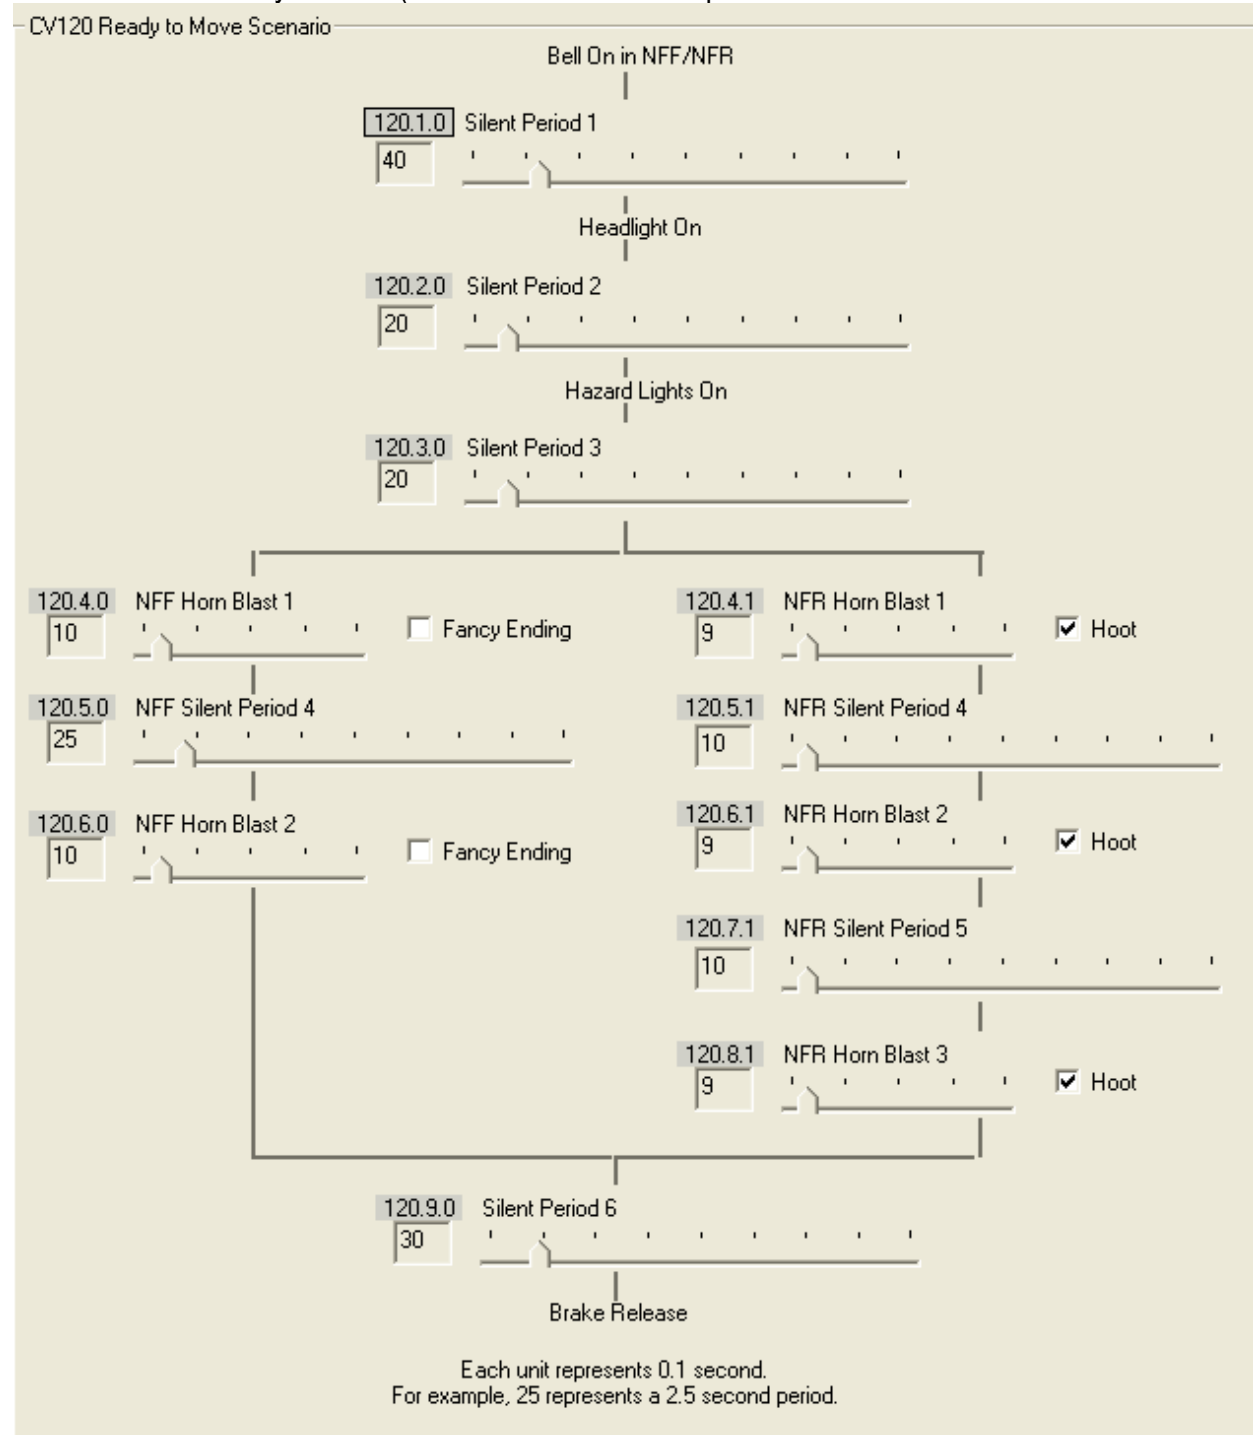 CV120 Ready to Move Scenario
Bell On in NFF/NFR
120.1.0 Silent Period 1
40
Headlight On
120.2.0 Silent Period 2
20
Hazard Lights On
120.3.0 Silent Period 3
20
120.4.0 NFF Horn Blast 1
10 Fancy Ending
120.4.1 NFR Horn Blast 1
9 Hoot
120.5.0 NFF Silent Period 4
25
120.5.1 NFR Silent Period 4
10
120.6.0 NFF Horn Blast 2
10 Fancy Ending
120.6.1 NFR Horn Blast 2
9 Hoot
120.7.1 NFR Silent Period 5
10
120.8.1 NFR Horn Blast 3
9 Hoot
120.9.0 Silent Period 6
30
Brake Release
Each unit represents 0.1 second.
For example, 25 represents a 2.5 second period.